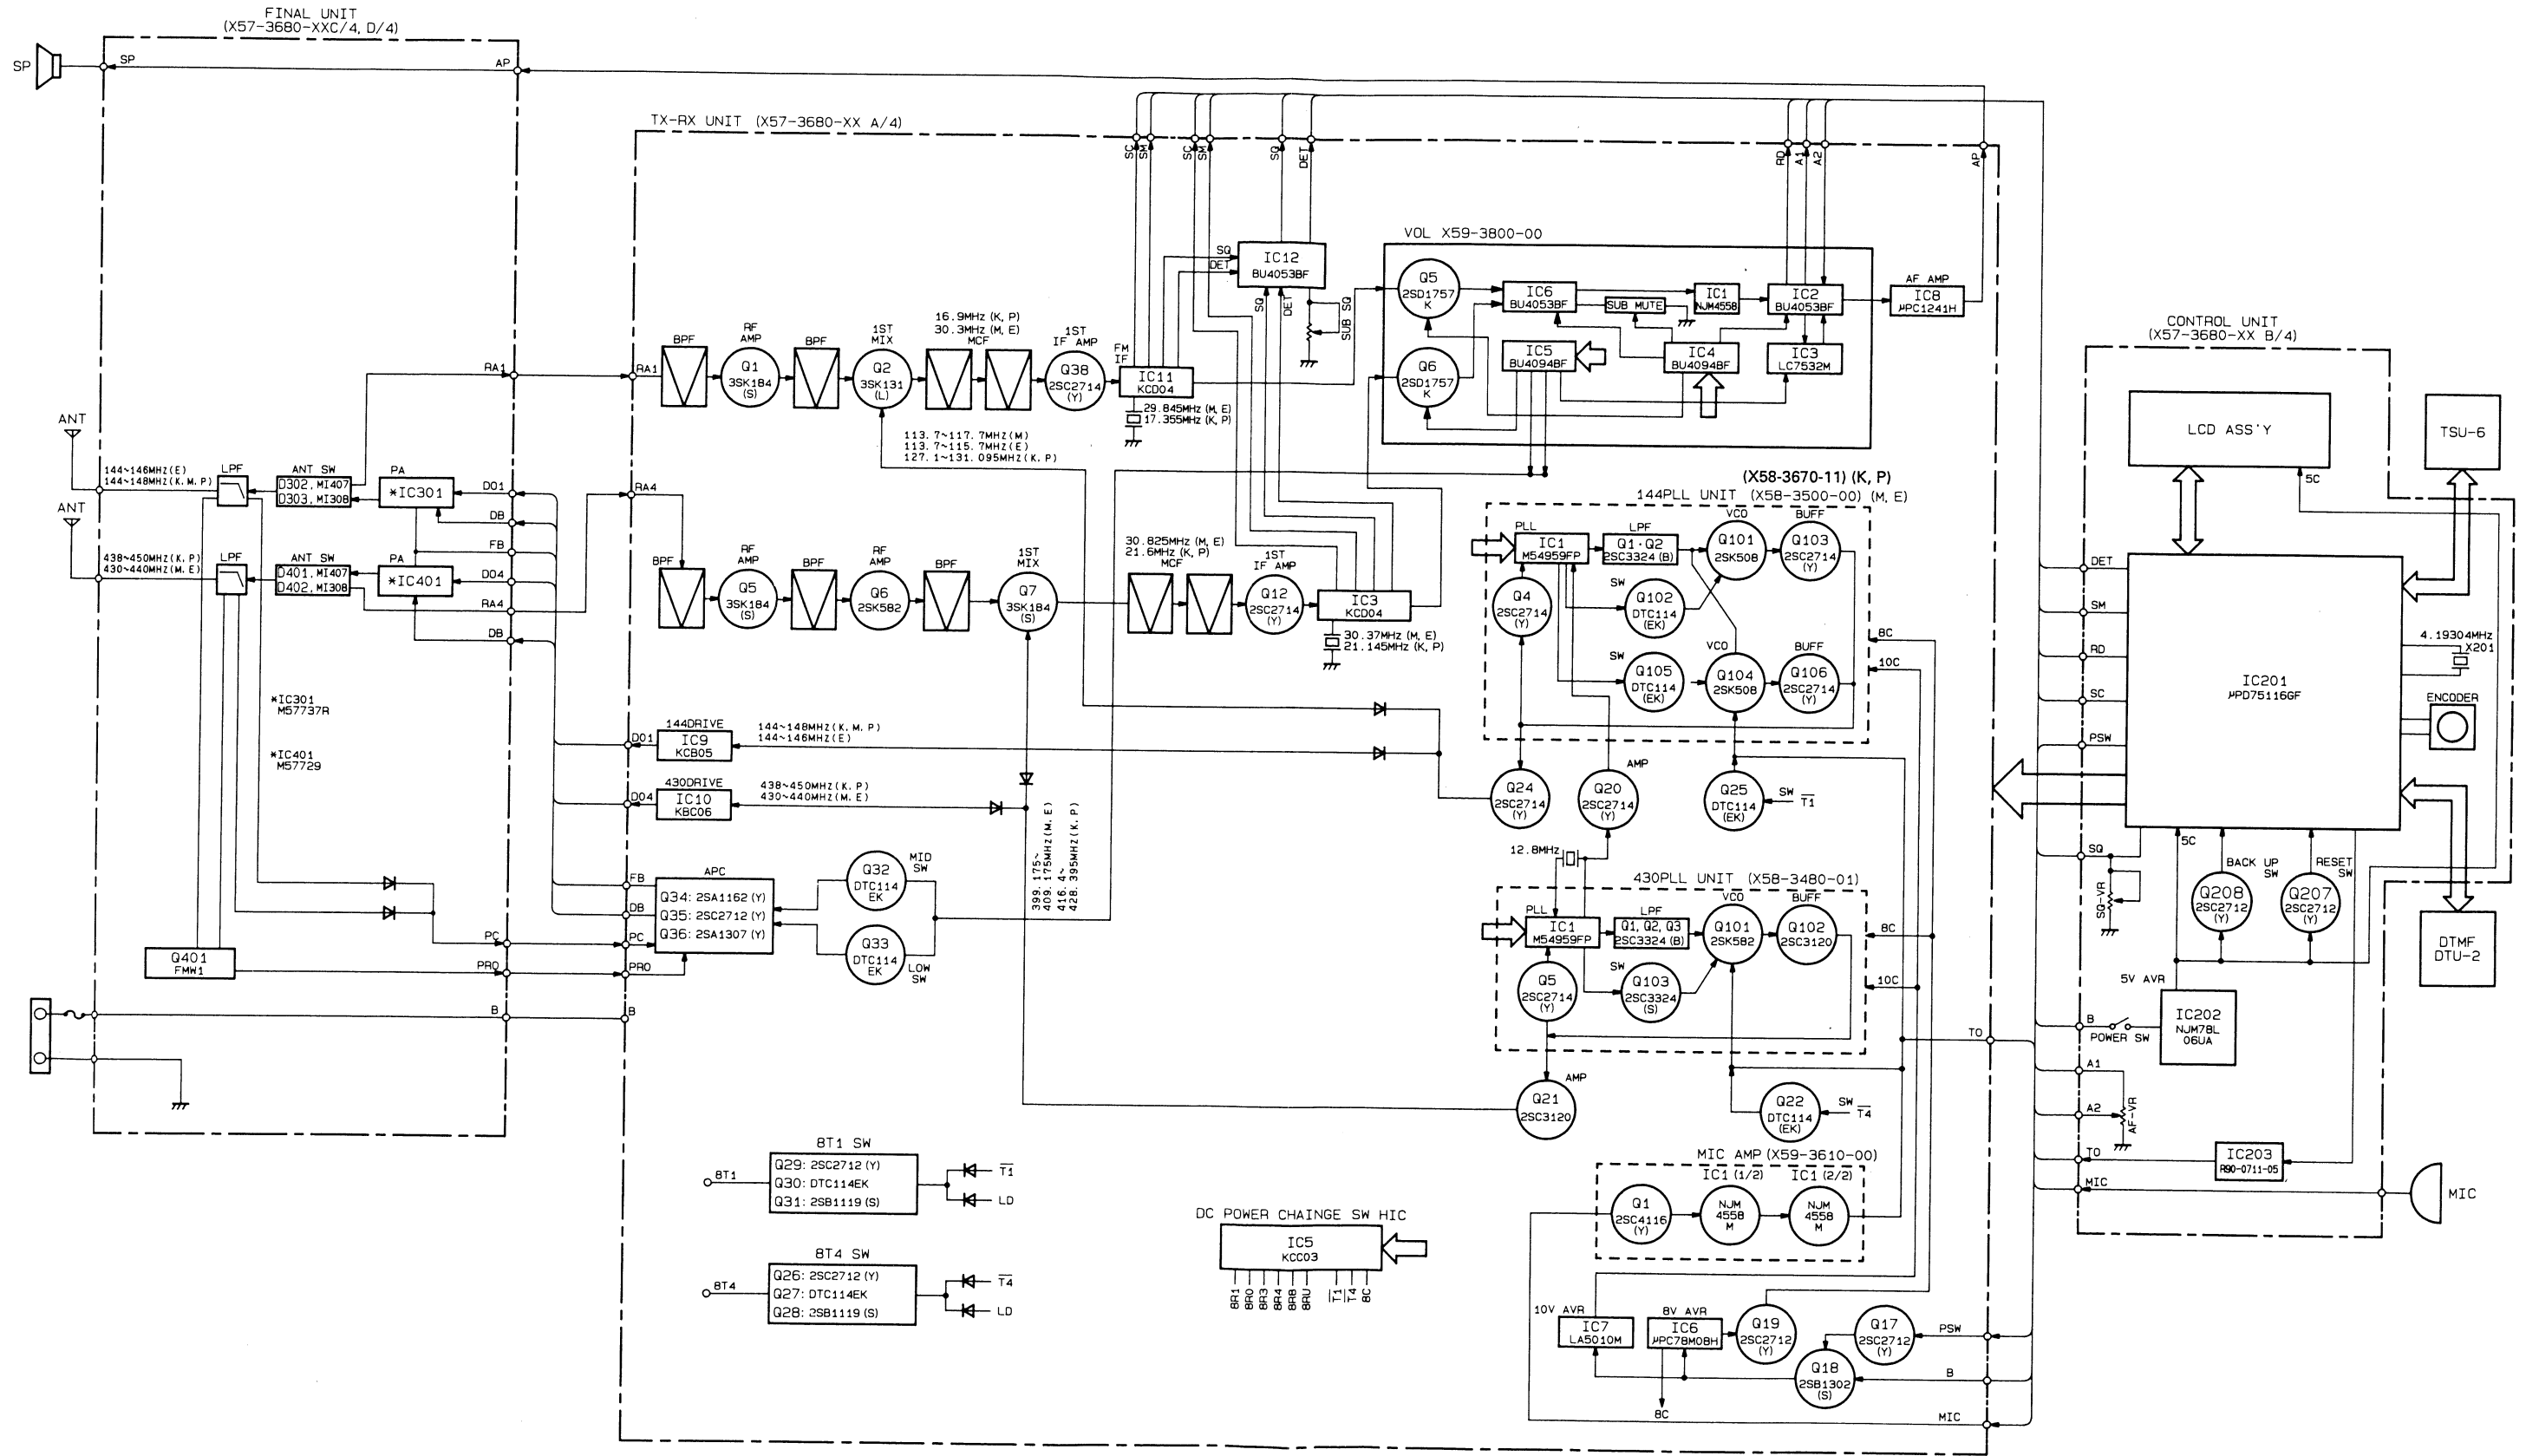 FINAL UNIT
(X57-3680-XXC/4, D/4)
SP
SP
AP
ANT
144~146MHz(E)
144~148MHz(K, M, P)
LPF
ANT SW
D302, MI407
D303, MI308
PA
*IC301
RA1
DO1
DB
FB
ANT
438~450MHz(K, P)
430~440MHz(M, E)
LPF
ANT SW
D401, MI407
D402, MI308
PA
*IC401
DO4
RA4
DB
*IC301
M57737R
*IC401
M57729
Q401
FMW1
PC
PRO
B
TX-RX UNIT (X57-3680-XX A/4)
SC
SM
SC
SM
SQ
DET
RD
A1
A2
AP
RA1
BPF
RF
AMP
Q1
3SK184
(S)
BPF
1ST
MIX
Q2
3SK131
(L)
16.9MHz (K, P)
30.3MHz (M, E)
MCF
1ST
IF AMP
Q38
2SC2714
(Y)
FM
IF
IC11
KCD04
29.845MHz (M, E)
17.355MHz (K, P)
SQ
DET
IC12
BU4053BF
SQ
DET
SUB SQ
113.7~117.7MHz(M)
113.7~115.7MHz(E)
127.1~131.095MHz(K, P)
RA4
BPF
RF
AMP
Q5
3SK184
(S)
BPF
RF
AMP
Q6
2SK582
BPF
1ST
MIX
Q7
3SK184
(S)
30.825MHz (M, E)
21.6MHz (K, P)
MCF
1ST
IF AMP
Q12
2SC2714
(Y)
IC3
KCD04
30.37MHz (M, E)
21.145MHz (K, P)
VOL X59-3800-00
Q5
2SD1757
K
Q6
2SD1757
K
IC6
BU4053BF
SUB MUTE
IC1
NJM4558
IC2
BU4053BF
IC5
BU4094BF
IC4
BU4094BF
IC3
LC7532M
AF AMP
IC8
μPC1241H
(X58-3670-11) (K, P)
144PLL UNIT (X58-3500-00) (M, E)
PLL
IC1
M54959FP
LPF
Q1·Q2
2SC3324 (B)
VCO
Q101
2SK508
BUFF
Q103
2SC2714
(Y)
Q4
2SC2714
(Y)
SW
Q102
DTC114
(EK)
SW
Q105
DTC114
(EK)
VCO
Q104
2SK508
BUFF
Q106
2SC2714
(Y)
8C
10C
DO1
144DRIVE
IC9
KCB05
144~148MHz(K, M, P)
144~146MHz(E)
DO4
430DRIVE
IC10
KBC06
438~450MHz(K, P)
430~440MHz(M, E)
399.175~
409.175MHz(M, E)
416.4~
428.395MHz(K, P)
Q24
2SC2714
(Y)
AMP
Q20
2SC2714
(Y)
Q25
DTC114
(EK)
SW
T1
12.8MHz
FB
DB
PC
PRO
B
APC
Q34: 2SA1162 (Y)
Q35: 2SC2712 (Y)
Q36: 2SA1307 (Y)
Q32
DTC114
EK
MID
SW
Q33
DTC114
EK
LOW
SW
430PLL UNIT (X58-3480-01)
PLL
IC1
M54959FP
LPF
Q1, Q2, Q3
2SC3324 (B)
VCO
Q101
2SK582
BUFF
Q102
2SC3120
Q5
2SC2714
(Y)
SW
Q103
2SC3324
(S)
8C
10C
TO
AMP
Q21
2SC3120
Q22
DTC114
(EK)
SW
T4
8T1 SW
8T1
Q29: 2SC2712 (Y)
Q30: DTC114EK
Q31: 2SB1119 (S)
T1
LD
8T4 SW
8T4
Q26: 2SC2712 (Y)
Q27: DTC114EK
Q28: 2SB1119 (S)
T4
LD
DC POWER CHAINGE SW HIC
IC5
KCC03
8R1
8R0
8R3
8R4
8R8
8RU
T1
T4
8C
MIC AMP (X59-3610-00)
Q1
2SC4116
(Y)
IC1 (1/2)
NJM
4558
M
IC1 (2/2)
NJM
4558
M
10V AVR
IC7
LA5010M
8V AVR
IC6
μPC78M08H
Q19
2SC2712
(Y)
Q17
2SC2712
(Y)
Q18
2SB1302
(S)
8C
PSW
B
MIC
CONTROL UNIT
(X57-3680-XX B/4)
LCD ASS'Y
5C
TSU-6
DET
SM
RD
SC
PSW
IC201
μPD75116GF
4.19304MHz
X201
ENCODER
SQ
SQ-VR
5C
BACK UP
SW
Q208
2SC2712
(Y)
RESET
SW
Q207
2SC2712
(Y)
DTMF
DTU-2
5V AVR
IC202
NJM78L
06UA
B
POWER SW
A1
A2
AF-VR
TO
IC203
R90-0711-05
MIC
MIC